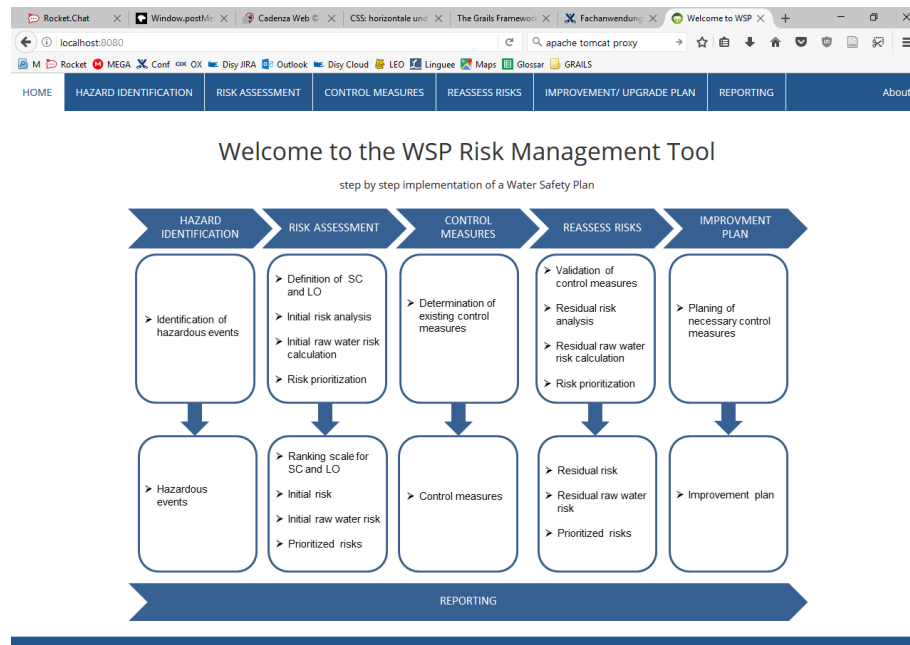 Rocket.Chat
Window.postMe
Cadenza Web ©
CSS: horizontale und
The Grails Framewor
Fachanwendung
Welcome to WSP
localhost:8080
apache tomcat proxy
M Rocket MEGA Conf OX Disy JIRA Outlook Disy Cloud LEO Linguee Maps Glossar GRAILS
HOME HAZARD IDENTIFICATION RISK ASSESSMENT CONTROL MEASURES REASSESS RISKS IMPROVEMENT/ UPGRADE PLAN REPORTING About
Welcome to the WSP Risk Management Tool
step by step implementation of a Water Safety Plan
HAZARD
IDENTIFICATION
RISK ASSESSMENT
CONTROL
MEASURES
REASSESS RISKS
IMPROVMENT
PLAN
Identification of
hazardous events
Definition of SC
and LO
Initial risk analysis
Initial raw water risk
calculation
Risk prioritization
Determination of
existing control
measures
Validation of
control measures
Residual risk
analysis
Residual raw water
risk calculation
Risk prioritization
Planing of
necessary control
measures
Hazardous
events
Ranking scale for
SC and LO
Initial risk
Initial raw water risk
Prioritized risks
Control measures
Residual risk
Residual raw water
risk
Prioritized risks
Improvement plan
REPORTING